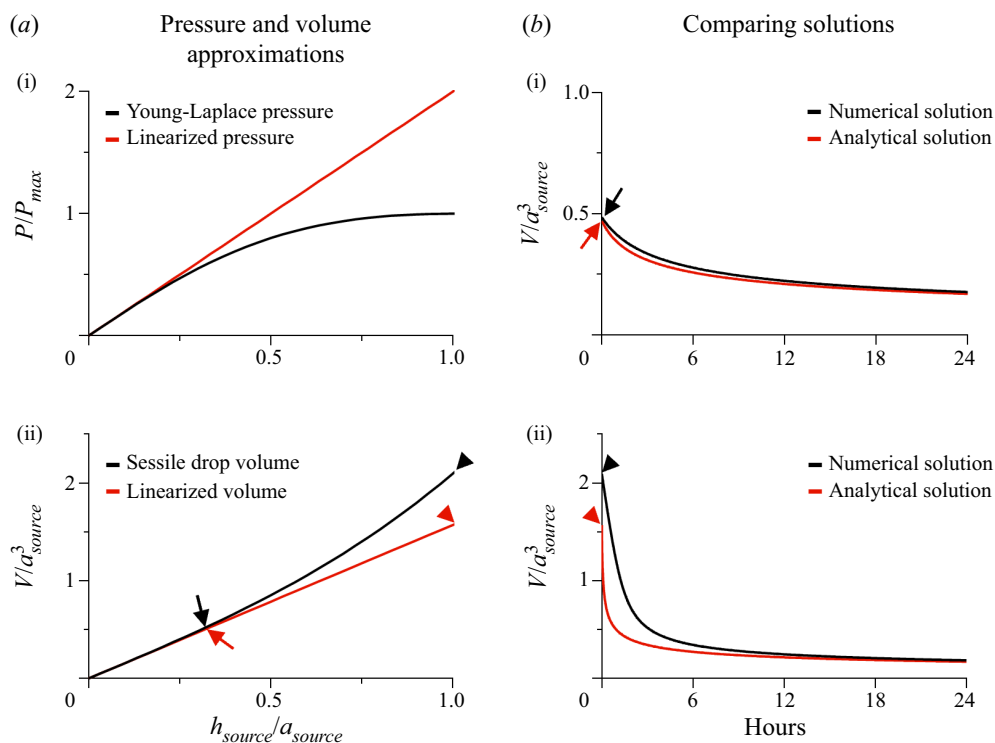 (a) Pressure and volume
approximations
(b) Comparing solutions
(i)
2
1
0
P/P_max
Young-Laplace pressure
Linearized pressure
0.5
1.0
(i)
1.0
0.5
0
V/a³_source
Numerical solution
Analytical solution
6
12
18
24
(ii)
2
1
0
V/a³_source
Sessile drop volume
Linearized volume
0.5
1.0
h_source/a_source
(ii)
2
1
0
V/a³_source
Numerical solution
Analytical solution
6
12
18
24
Hours